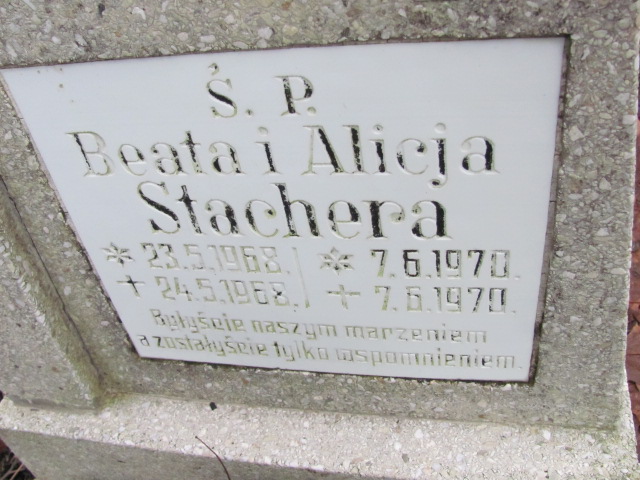 Ś. P.
Beata i Alicja
Stachera
* 23.5.1968. / * 7.6.1970.
+ 24.5.1968. / + 7.6.1970.
Byłyście naszym marzeniem
a zostałyście tylko wspomnieniem.